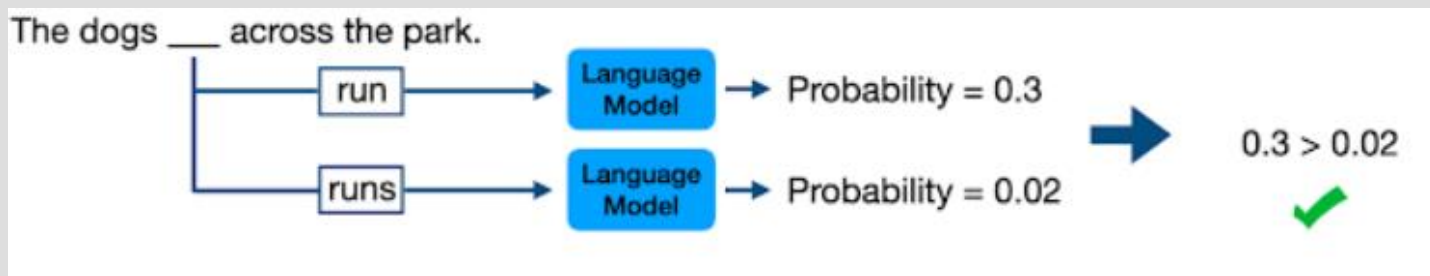 The dogs ___ across the park.
run
Language
Model
Probability = 0.3
runs
Language
Model
Probability = 0.02
0.3 > 0.02